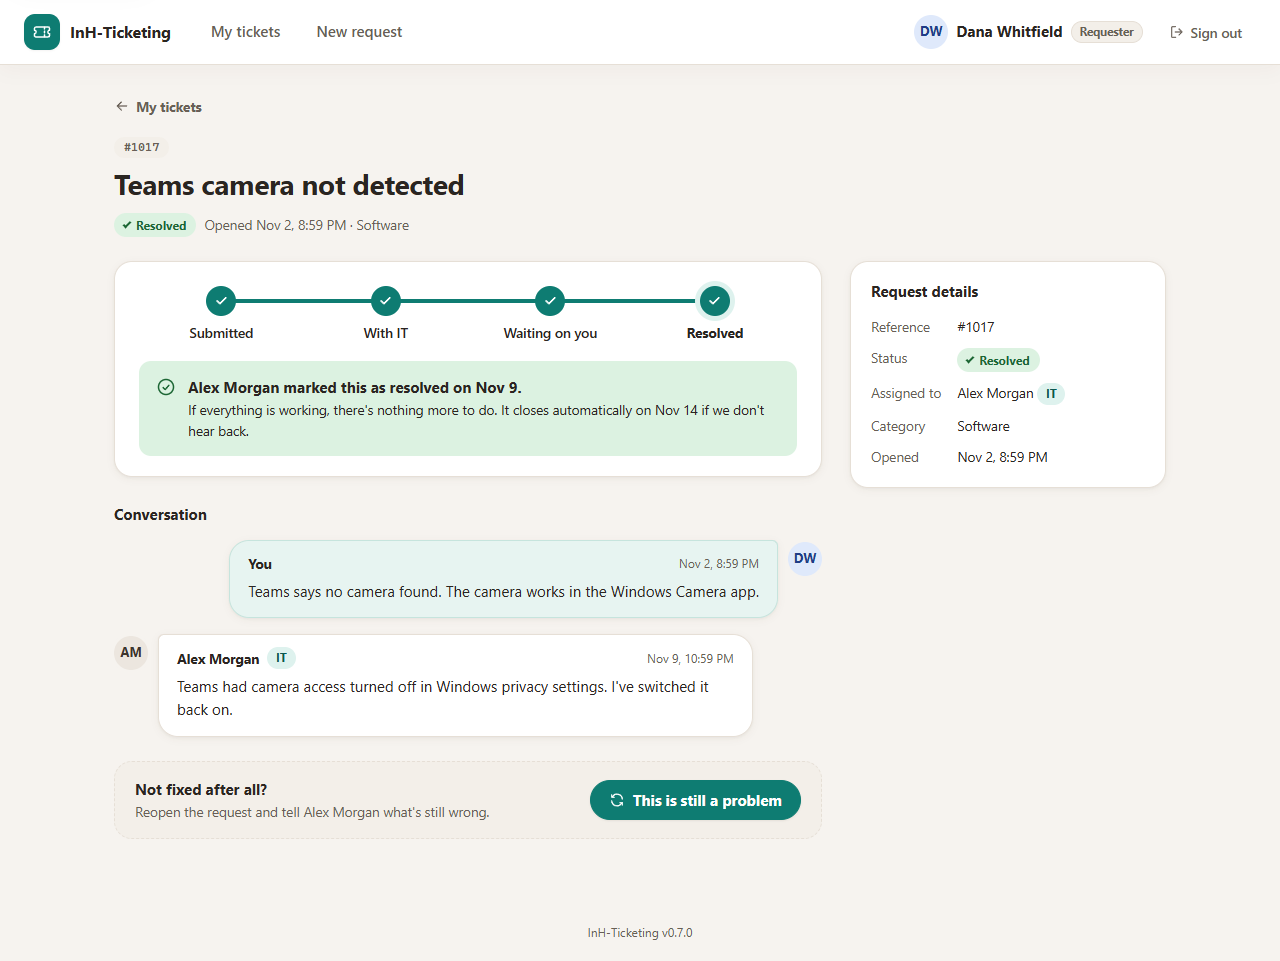 InH-Ticketing
My tickets
New request
DW
Dana Whitfield
Requester
Sign out
My tickets
#1017
Teams camera not detected
Resolved
Opened Nov 2, 8:59 PM · Software
Submitted
With IT
Waiting on you
Resolved
Alex Morgan marked this as resolved on Nov 9.
If everything is working, there's nothing more to do. It closes automatically on Nov 14 if we don't
hear back.
Request details
Reference #1017
Status Resolved
Assigned to Alex Morgan IT
Category Software
Opened Nov 2, 8:59 PM
Conversation
You Nov 2, 8:59 PM
DW
Teams says no camera found. The camera works in the Windows Camera app.
AM
Alex Morgan IT Nov 9, 10:59 PM
Teams had camera access turned off in Windows privacy settings. I've switched it
back on.
Not fixed after all?
Reopen the request and tell Alex Morgan what's still wrong.
This is still a problem
InH-Ticketing v0.7.0